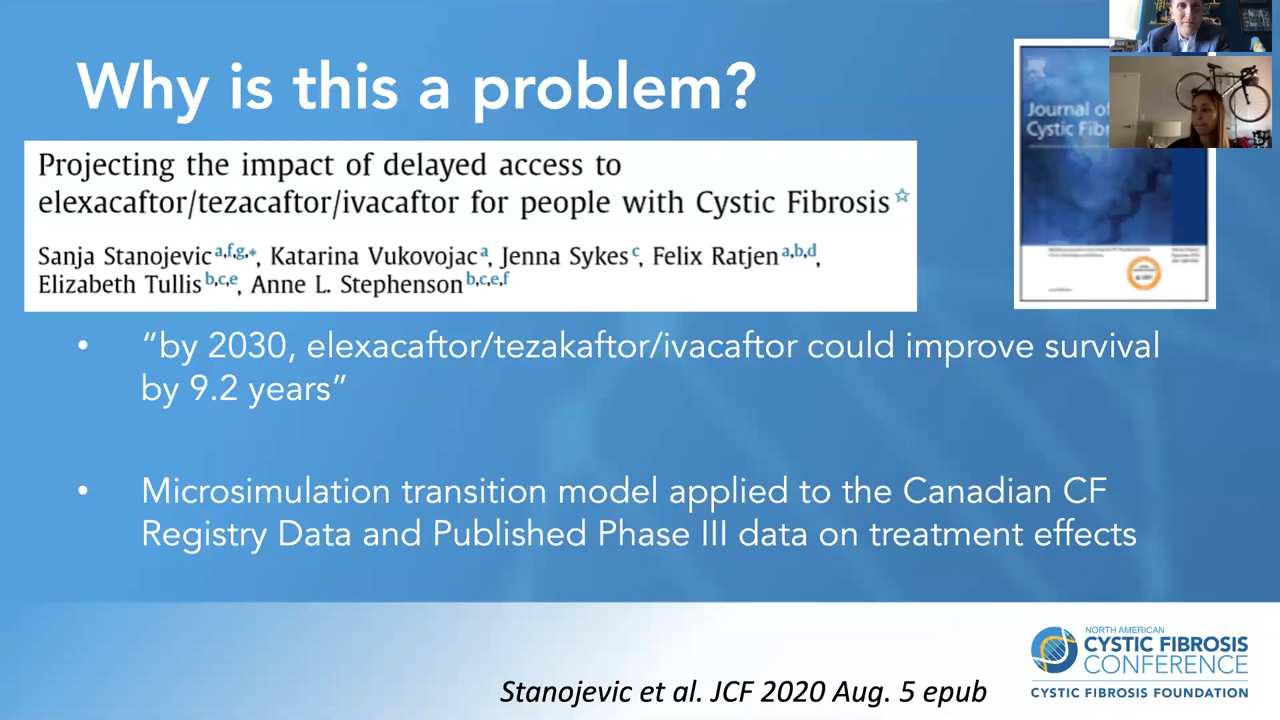 Why is this a problem?
Journal of
Cystic Fib
Projecting the impact of delayed access to
elexacaftor/tezacaftor/ivacaftor for people with Cystic Fibrosis☆
Sanja Stanojevic a,f,g,*, Katarina Vukovojac a, Jenna Sykes c, Felix Ratjen a,b,d,
Elizabeth Tullis b,c,e, Anne L. Stephenson b,c,e,f
• “by 2030, elexacaftor/tezakaftor/ivacaftor could improve survival
by 9.2 years”
• Microsimulation transition model applied to the Canadian CF
Registry Data and Published Phase III data on treatment effects
Stanojevic et al. JCF 2020 Aug. 5 epub
NORTH AMERICAN
CYSTIC FIBROSIS
CONFERENCE
CYSTIC FIBROSIS FOUNDATION